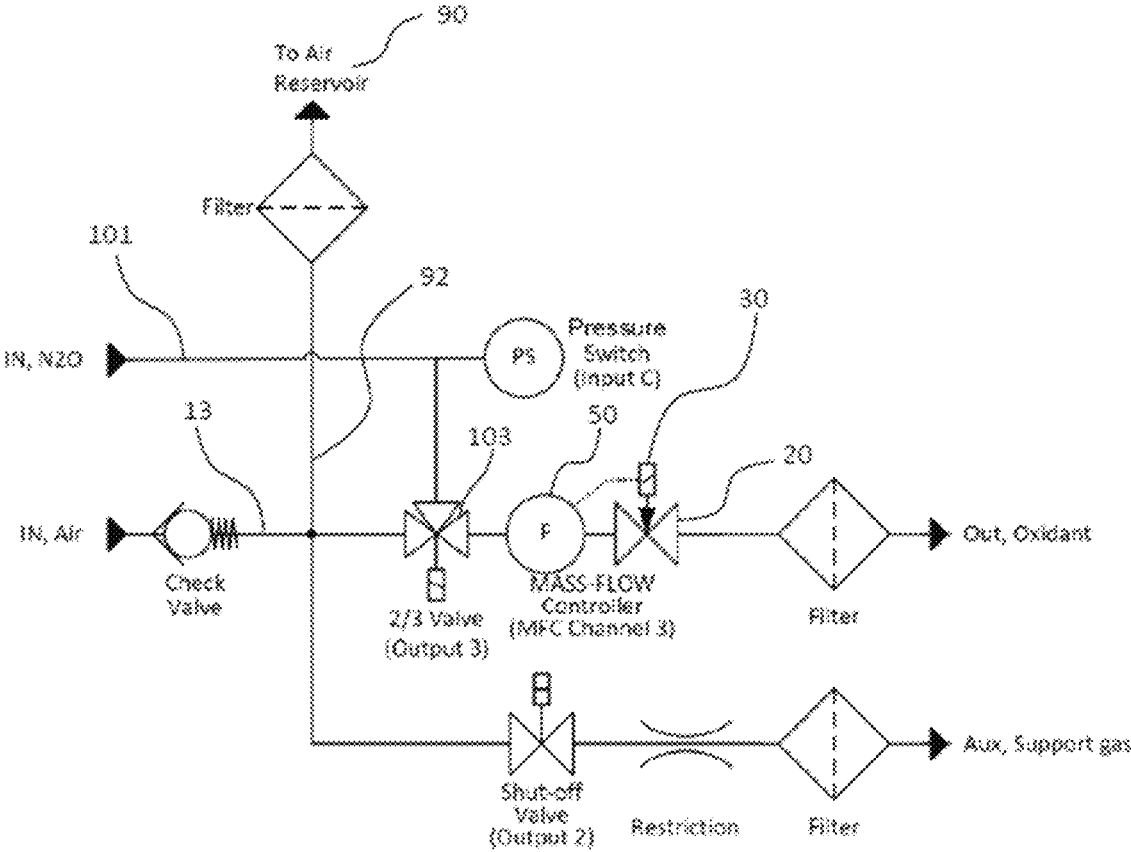 90
To Air
Reservoir
Filter
101
92
30
IN, N2O
PS
Pressure
Switch
(Input C)
13
103
50
20
IN, Air
F
Out, Oxidant
Check
Valve
2/3 Valve
(Output 3)
MASS-FLOW
Controller
(MFC Channel 3)
Filter
Aux, Support gas
Shut-off
Valve
(Output 2)
Restriction
Filter